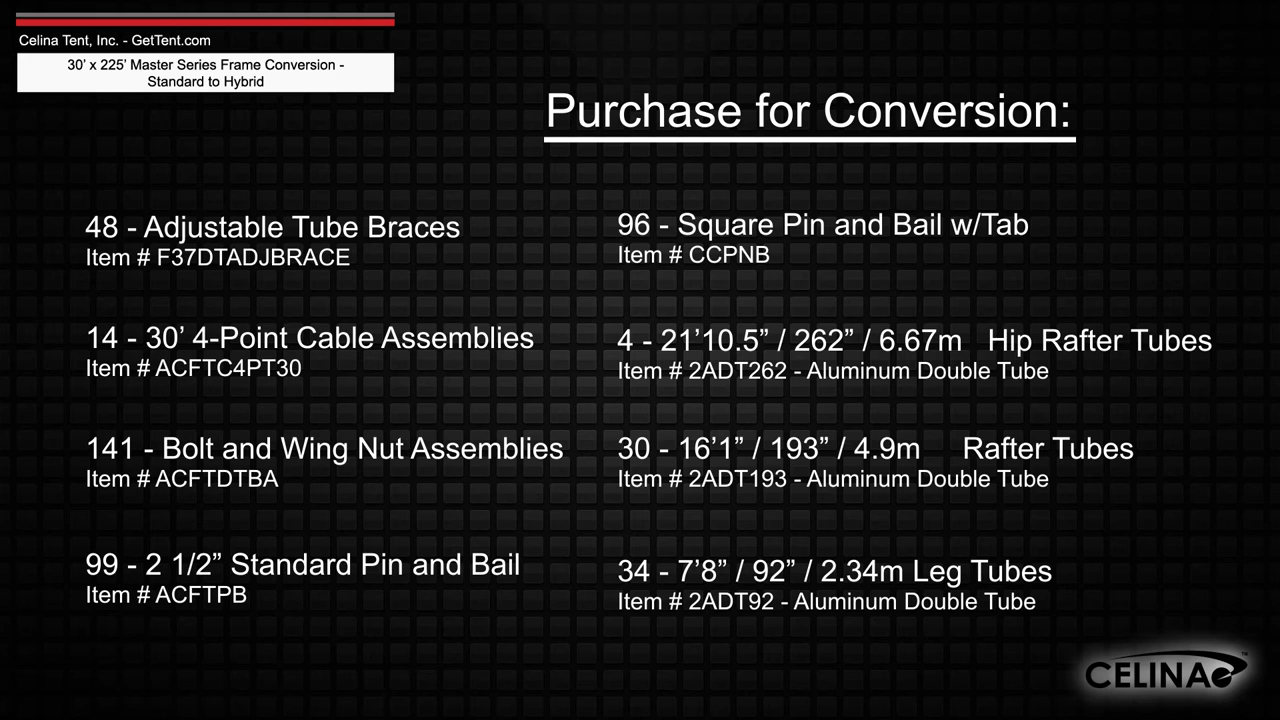 Celina Tent, Inc. - GetTent.com
30’ x 225’ Master Series Frame Conversion -
Standard to Hybrid
Purchase for Conversion:
48 - Adjustable Tube Braces
Item # F37DTADJBRACE
14 - 30’ 4-Point Cable Assemblies
Item # ACFTC4PT30
141 - Bolt and Wing Nut Assemblies
Item # ACFTDTBA
99 - 2 1/2” Standard Pin and Bail
Item # ACFTPB
96 - Square Pin and Bail w/Tab
Item # CCPNB
4 - 21’10.5” / 262” / 6.67m Hip Rafter Tubes
Item # 2ADT262 - Aluminum Double Tube
30 - 16’1” / 193” / 4.9m Rafter Tubes
Item # 2ADT193 - Aluminum Double Tube
34 - 7’8” / 92” / 2.34m Leg Tubes
Item # 2ADT92 - Aluminum Double Tube
CELINA™